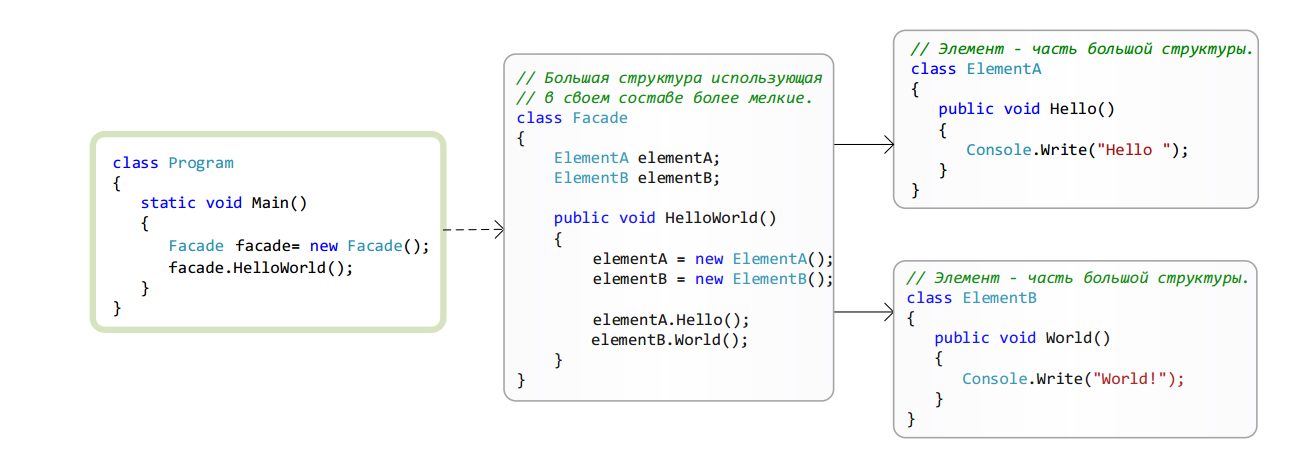 class Program
{
static void Main()
{
Facade facade= new Facade();
facade.HelloWorld();
}
}
// Большая структура использующая
// в своем составе более мелкие.
class Facade
{
ElementA elementA;
ElementB elementB;
public void HelloWorld()
{
elementA = new ElementA();
elementB = new ElementB();
elementA.Hello();
elementB.World();
}
}
// Элемент - часть большой структуры.
class ElementA
{
public void Hello()
{
Console.Write("Hello ");
}
}
// Элемент - часть большой структуры.
class ElementB
{
public void World()
{
Console.Write("World!");
}
}